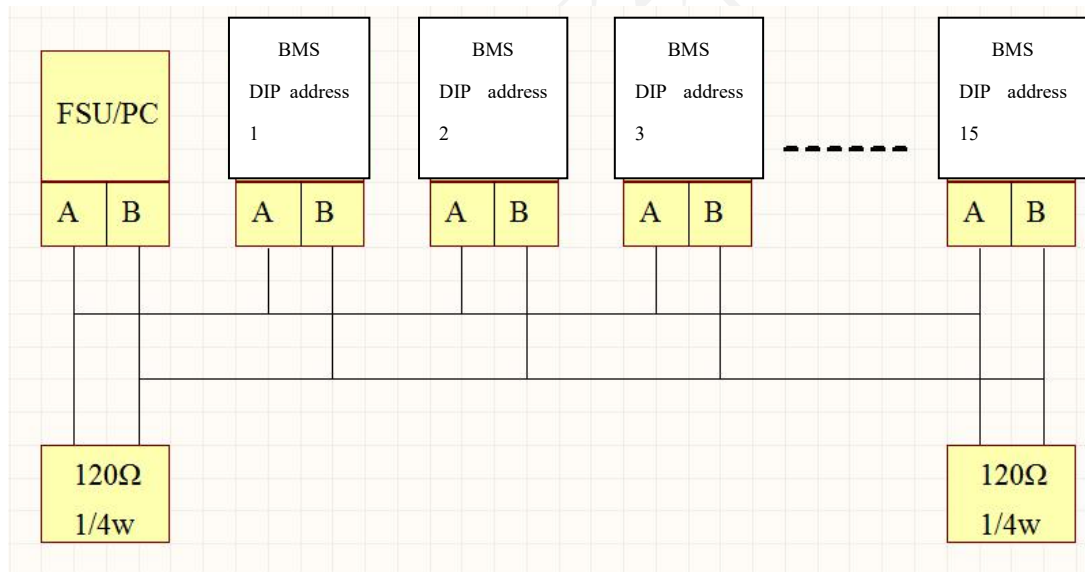 FSU/PC
A B
BMS
DIP address
1
A B
BMS
DIP address
2
A B
BMS
DIP address
3
A B
BMS
DIP address
15
A B
120Ω
1/4w
120Ω
1/4w